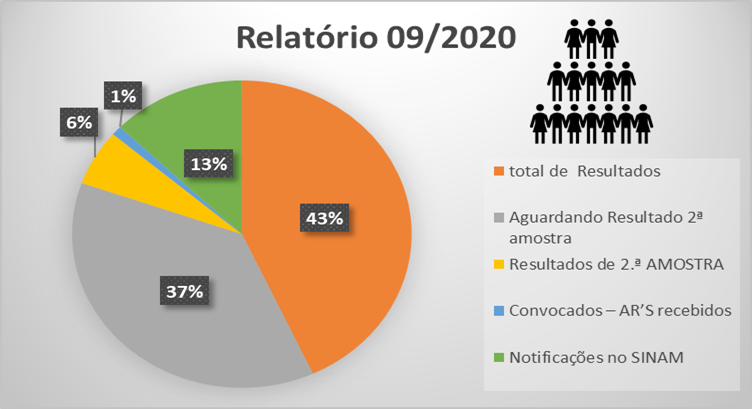 Relatório 09/2020
1%
6%
13%
43%
37%
total de Resultados
Aguardando Resultado 2ª
amostra
Resultados de 2.ª AMOSTRA
Convocados – AR'S recebidos
Notificações no SINAM